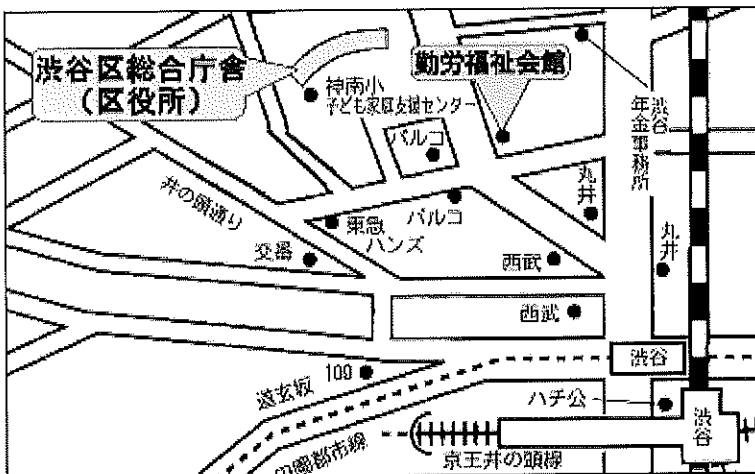 渋谷区総合庁舎
(区役所)
勤労福祉会館
神南小
子ども家庭支援センター
パルコ
渋谷
年金事務所
丸井
井の頭通り
東急
ハンズ
パルコ
交番
西武
丸井
西武
渋谷
道玄坂
109
ハチ公
渋谷
田園都市線
京王井の頭線